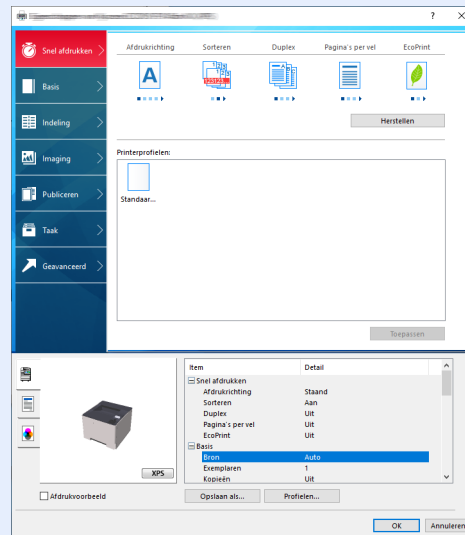 ? ×
Snel afdrukken
Basis
Indeling
Imaging
Publiceren
Taak
Geavanceerd
Afdrukrichting Sorteren Duplex Pagina's per vel EcoPrint
A
Herstellen
Printerprofielen:
Standaar...
Toepassen
XPS
Afdrukvoorbeeld
Item Detail
Snel afdrukken
Afdrukrichting Staand
Sorteren Aan
Duplex Uit
Pagina's per vel Uit
EcoPrint Uit
Basis
Bron Auto
Exemplaren 1
Kopieën Uit
Opslaan als... Profielen...
OK Annuleren